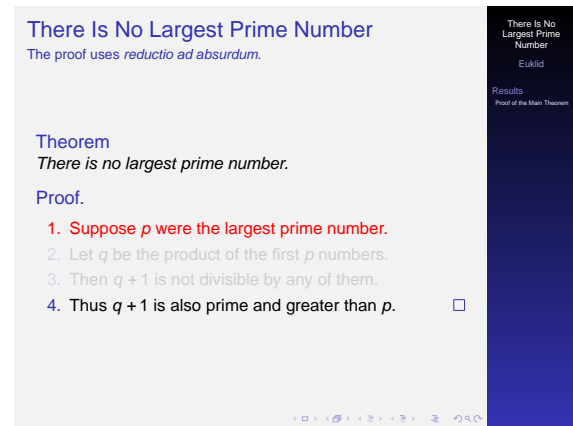 There Is No Largest Prime Number
The proof uses reductio ad absurdum.
Theorem
There is no largest prime number.
Proof.
1. Suppose p were the largest prime number.
2. Let q be the product of the first p numbers.
3. Then q + 1 is not divisible by any of them.
4. Thus q + 1 is also prime and greater than p.
There Is No
Largest Prime
Number
Euklid
Results
Proof of the Main Theorem